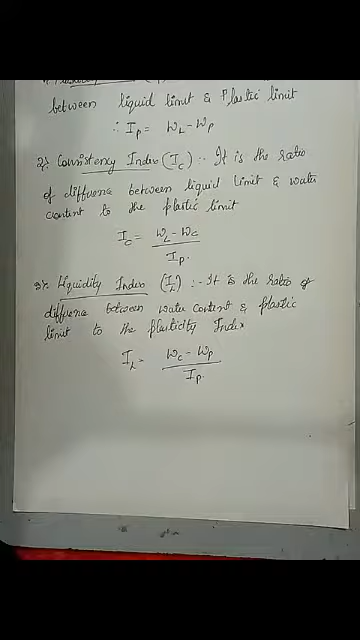 between liquid limit & Plastic limit
∴ Ip = WL - Wp
2) Consistency Index (Ic) :- It is the ratio
of diffuence between liquid limit & water
content to the plastic limit
Ic = WL - Wc / Ip.
3) Liquidity Index (IL) :- It is the ratio of
diffuence between water content & plastic
limit to the plasticity Index
IL = Wc - Wp / Ip.